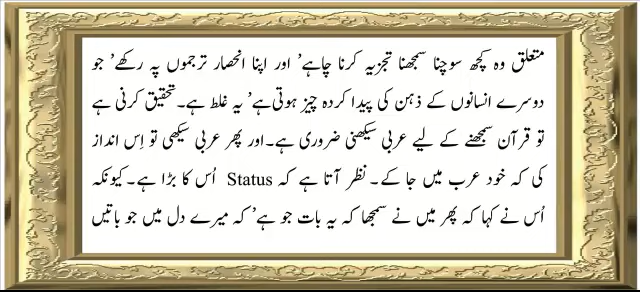 متعلق وہ کچھ سوچنا سمجھنا تجزیہ کرنا چاہے’ اور اپنا انحصار ترجموں پہ رکھے’ جو
دوسرے انسانوں کے ذہن کی پیدا کردہ چیز ہوتی ہے’ یہ غلط ہے۔تحقیق کرنی ہے
تو قرآن سمجھنے کے لیے عربی سیکھنی ضروری ہے۔اور پھر عربی سیکھی تو اِس انداز
کی کہ خود عرب میں جا کے۔ نظر آتا ہے کہ Status اُس کا بڑا ہے۔کیونکہ
اُس نے کہا کہ پھر میں نے سمجھا کہ یہ بات جو ہے’ کہ میرے دل میں جو باتیں